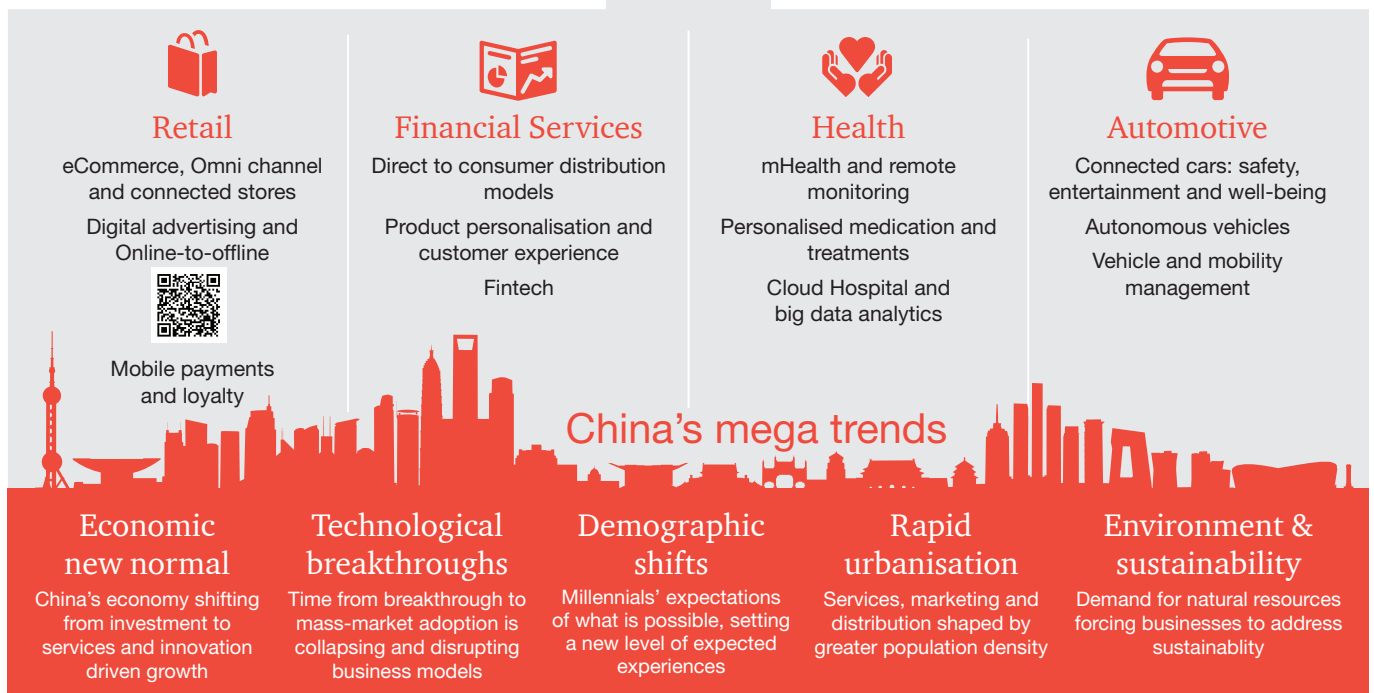 Retail
eCommerce, Omni channel
and connected stores
Digital advertising and
Online-to-offline
Mobile payments
and loyalty
Financial Services
Direct to consumer distribution
models
Product personalisation and
customer experience
Fintech
Health
mHealth and remote
monitoring
Personalised medication and
treatments
Cloud Hospital and
big data analytics
Automotive
Connected cars: safety,
entertainment and well-being
Autonomous vehicles
Vehicle and mobility
management
China’s mega trends
Economic
new normal
China’s economy shifting
from investment to
services and innovation
driven growth
Technological
breakthroughs
Time from breakthrough to
mass-market adoption is
collapsing and disrupting
business models
Demographic
shifts
Millennials’ expectations
of what is possible, setting
a new level of expected
experiences
Rapid
urbanisation
Services, marketing and
distribution shaped by
greater population density
Environment &
sustainability
Demand for natural resources
forcing businesses to address
sustainablity